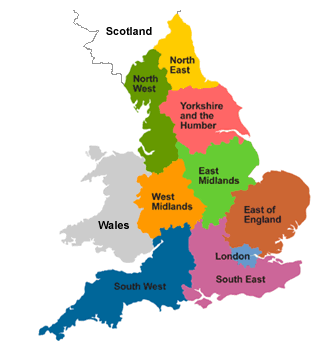 Scotland
North
East
North
West
Yorkshire
and the
Humber
East
Midlands
West
Midlands
East of
England
Wales
London
South West
South East